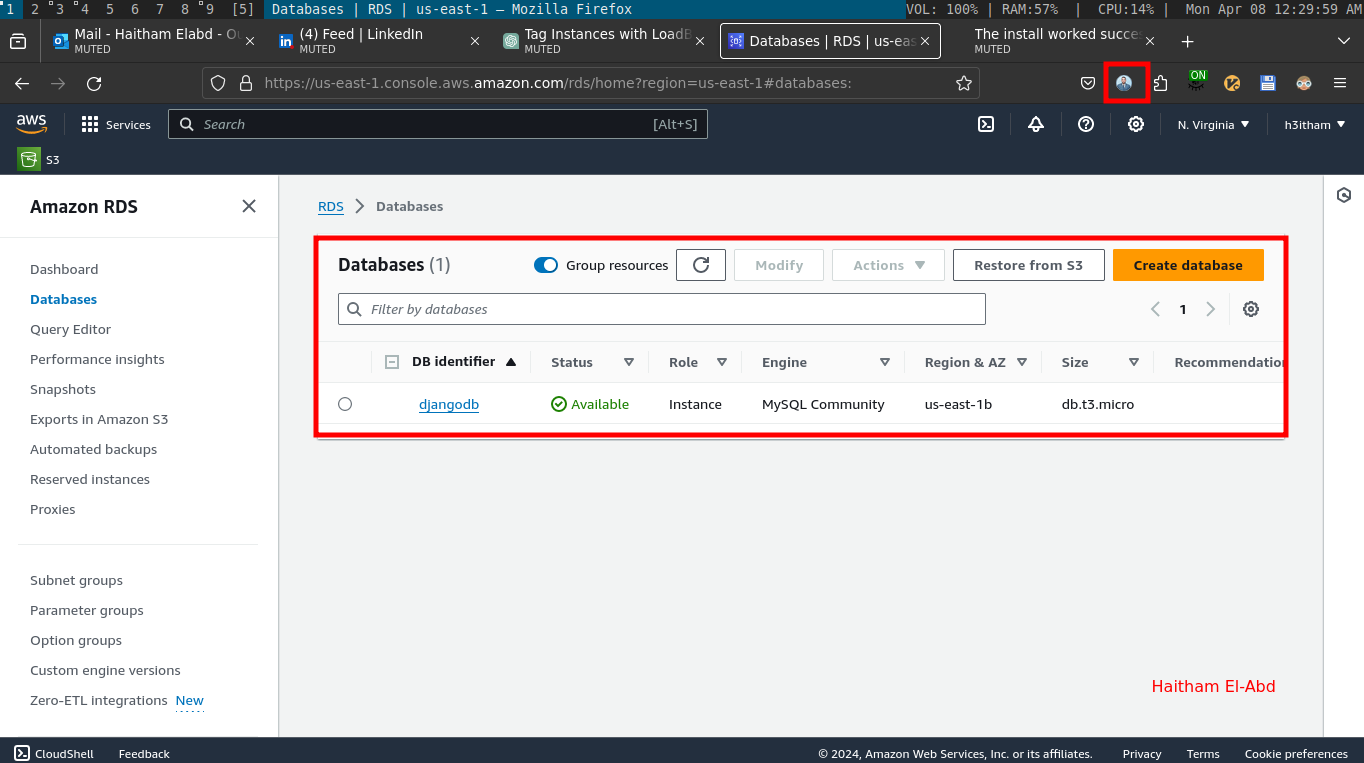 1 2 3 4 5 6 7 8 9 [5] Databases | RDS | us-east-1 — Mozilla Firefox VOL: 100% | RAM:57% | CPU:14% | Mon Apr 08 12:29:59 AM
Mail - Haitham Elabd - Ou
MUTED
(4) Feed | LinkedIn
MUTED
Tag Instances with LoadB
MUTED
Databases | RDS | us-eas
The install worked succes
MUTED
https://us-east-1.console.aws.amazon.com/rds/home?region=us-east-1#databases:
ON
aws
Services
Search
[Alt+S]
N. Virginia
h3itham
S3
Amazon RDS
Dashboard
Databases
Query Editor
Performance insights
Snapshots
Exports in Amazon S3
Automated backups
Reserved instances
Proxies
Subnet groups
Parameter groups
Option groups
Custom engine versions
Zero-ETL integrations New
RDS > Databases
Databases (1)
Group resources
Modify
Actions
Restore from S3
Create database
Filter by databases
1
DB identifier Status Role Engine Region & AZ Size Recommendation
djangodb Available Instance MySQL Community us-east-1b db.t3.micro
Haitham El-Abd
CloudShell Feedback © 2024, Amazon Web Services, Inc. or its affiliates. Privacy Terms Cookie preferences